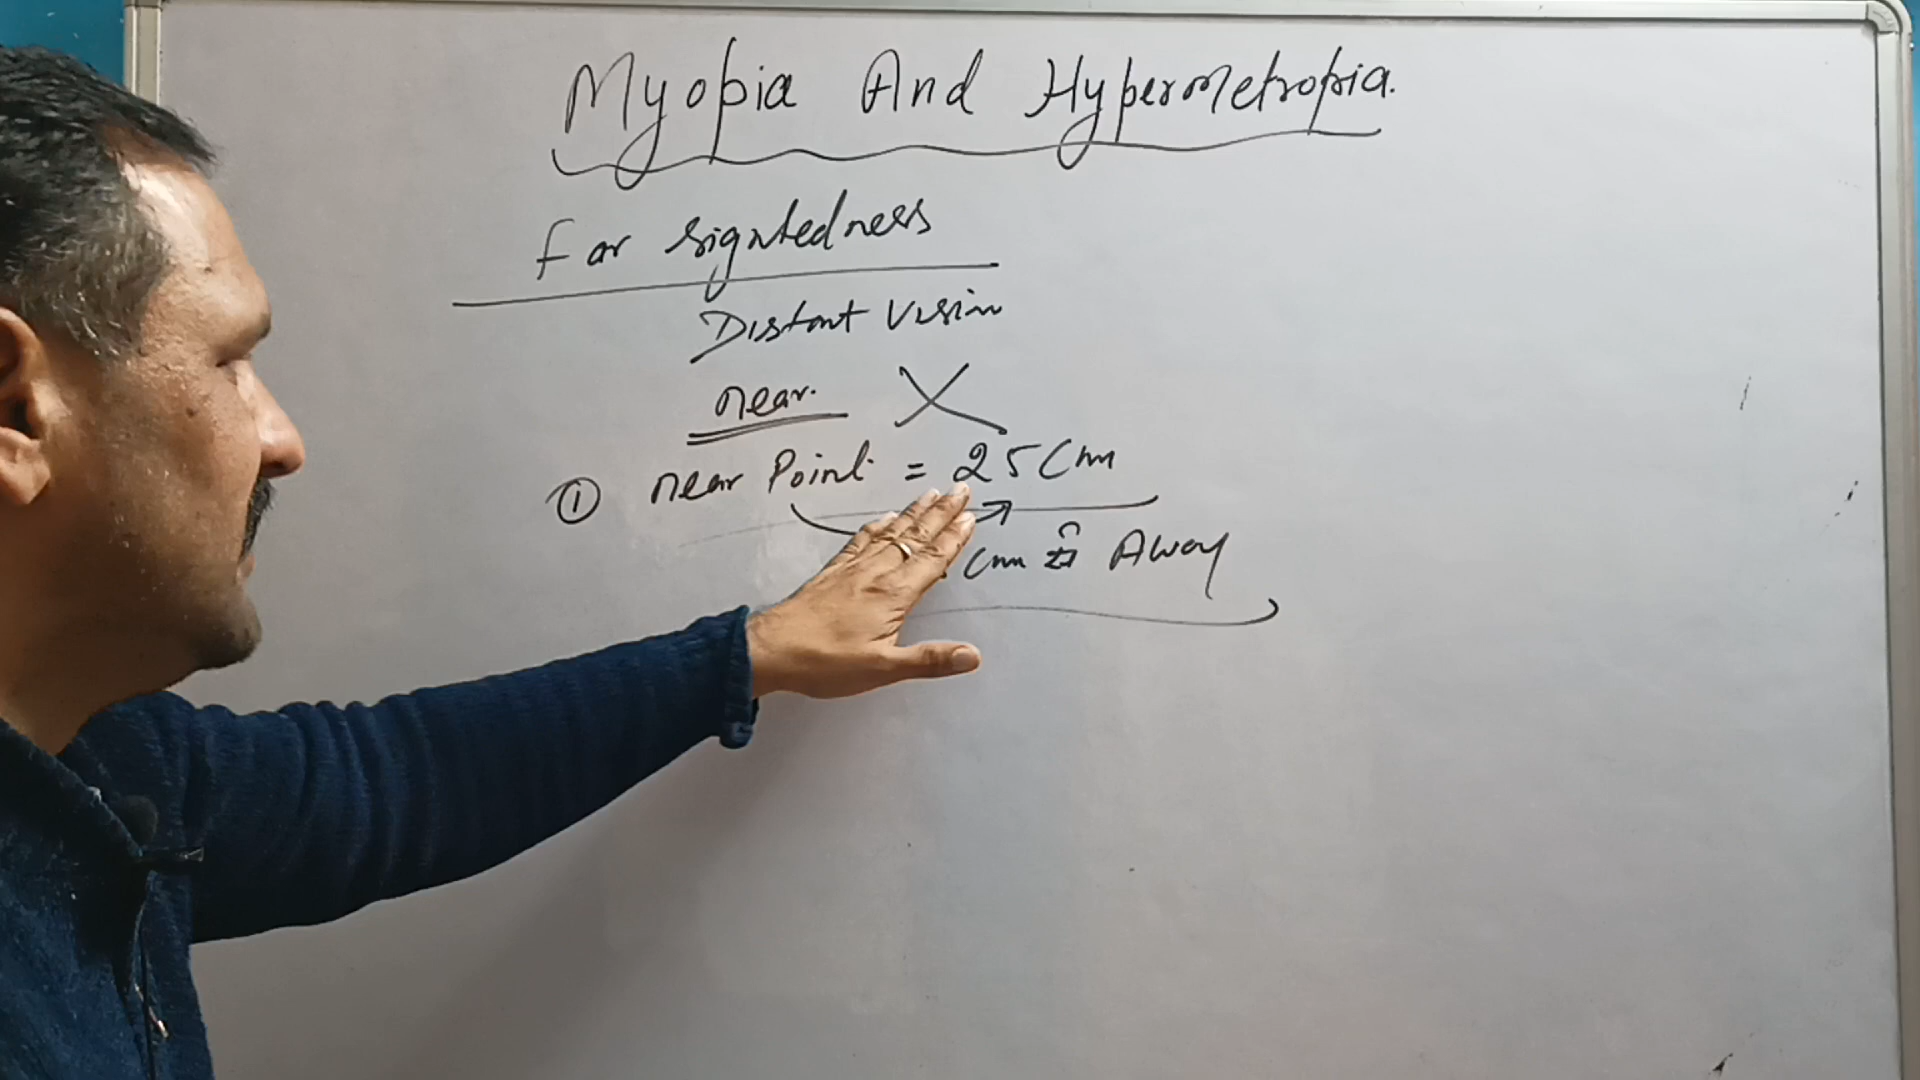 Myopia And Hypermetropia.
Far sightedness
Distant Vision
near. X
① near Point = 25 Cm
Cm से Away